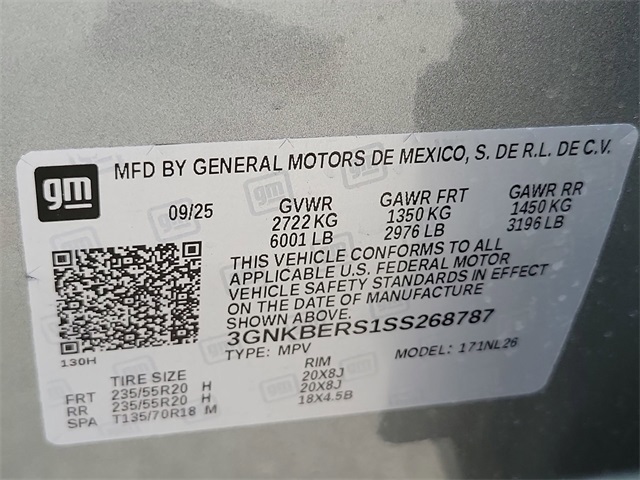 gm
MFD BY GENERAL MOTORS DE MEXICO, S. DE R.L. DE C.V.
09/25 GVWR GAWR FRT GAWR RR
2722 KG 1350 KG 1450 KG
6001 LB 2976 LB 3196 LB
THIS VEHICLE CONFORMS TO ALL
APPLICABLE U.S. FEDERAL MOTOR
VEHICLE SAFETY STANDARDS IN EFFECT
ON THE DATE OF MANUFACTURE
SHOWN ABOVE.
3GNKBERS1SS268787
130H TYPE: MPV MODEL: 171NL26
TIRE SIZE RIM
FRT 235/55R20 H 20X8J
RR 235/55R20 H 20X8J
SPA T135/70R18 M 18X4.5B